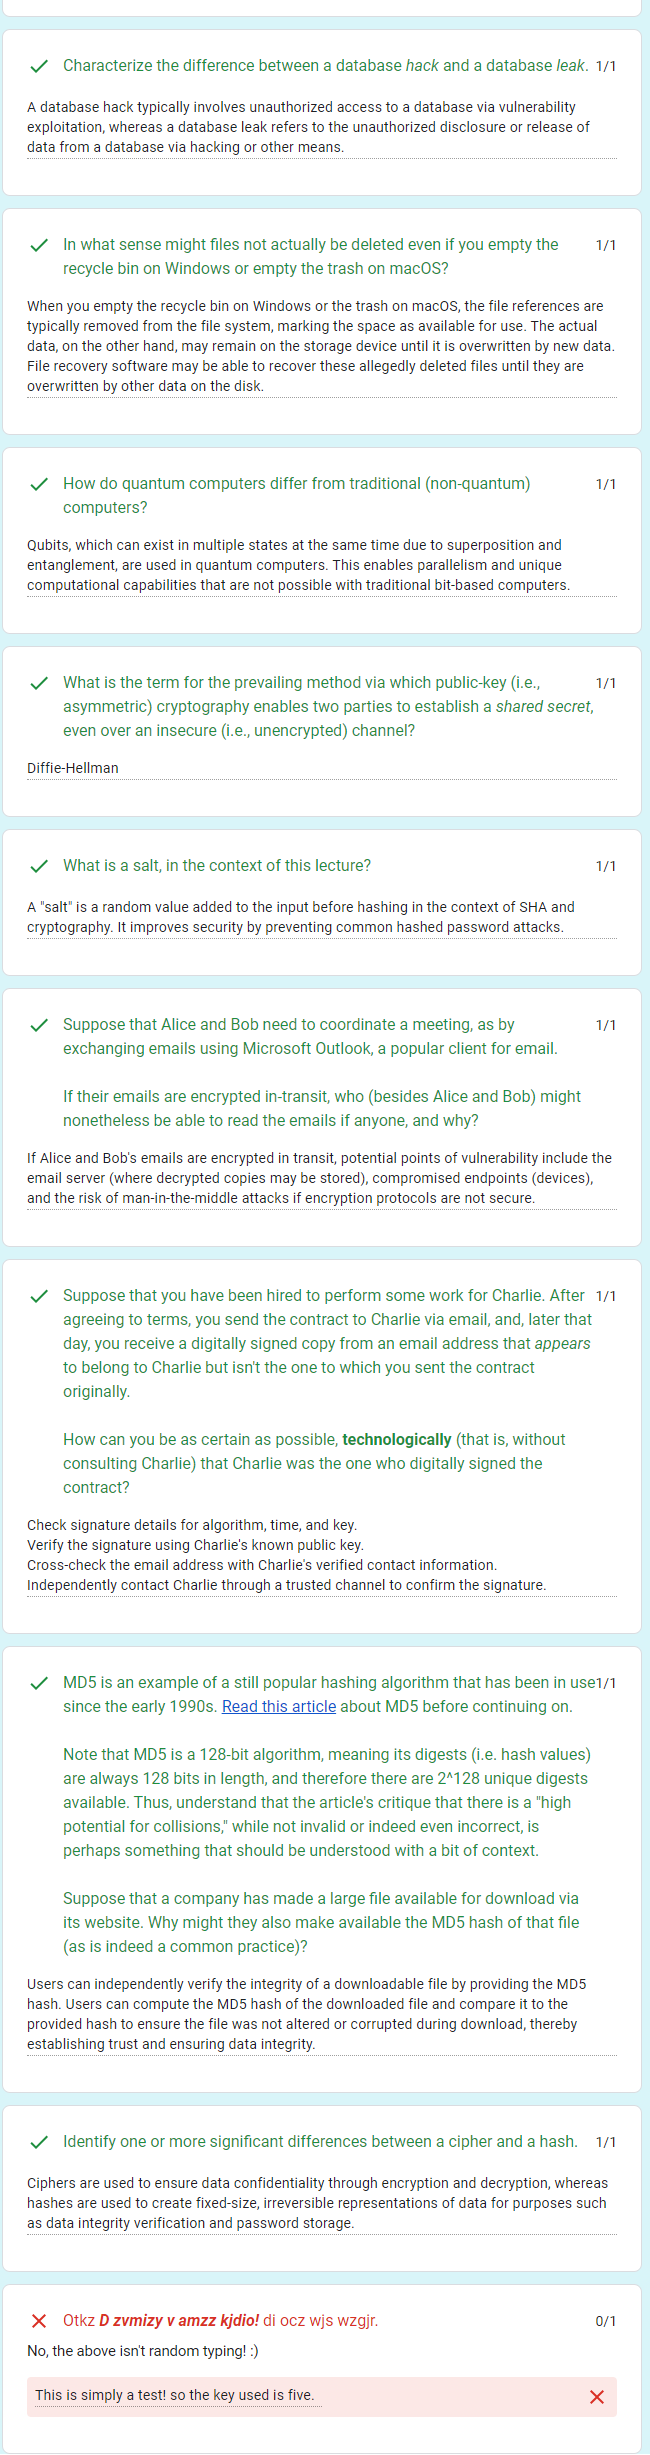 Characterize the difference between a database hack and a database leak. 1/1
A database hack typically involves unauthorized access to a database via vulnerability
exploitation, whereas a database leak refers to the unauthorized disclosure or release of
data from a database via hacking or other means.
In what sense might files not actually be deleted even if you empty the 1/1
recycle bin on Windows or empty the trash on macOS?
When you empty the recycle bin on Windows or the trash on macOS, the file references are
typically removed from the file system, marking the space as available for use. The actual
data, on the other hand, may remain on the storage device until it is overwritten by new data.
File recovery software may be able to recover these allegedly deleted files until they are
overwritten by other data on the disk.
How do quantum computers differ from traditional (non-quantum) 1/1
computers?
Qubits, which can exist in multiple states at the same time due to superposition and
entanglement, are used in quantum computers. This enables parallelism and unique
computational capabilities that are not possible with traditional bit-based computers.
What is the term for the prevailing method via which public-key (i.e., 1/1
asymmetric) cryptography enables two parties to establish a shared secret,
even over an insecure (i.e., unencrypted) channel?
Diffie-Hellman
What is a salt, in the context of this lecture? 1/1
A "salt" is a random value added to the input before hashing in the context of SHA and
cryptography. It improves security by preventing common hashed password attacks.
Suppose that Alice and Bob need to coordinate a meeting, as by 1/1
exchanging emails using Microsoft Outlook, a popular client for email.
If their emails are encrypted in-transit, who (besides Alice and Bob) might
nonetheless be able to read the emails if anyone, and why?
If Alice and Bob's emails are encrypted in transit, potential points of vulnerability include the
email server (where decrypted copies may be stored), compromised endpoints (devices),
and the risk of man-in-the-middle attacks if encryption protocols are not secure.
Suppose that you have been hired to perform some work for Charlie. After 1/1
agreeing to terms, you send the contract to Charlie via email, and, later that
day, you receive a digitally signed copy from an email address that appears
to belong to Charlie but isn't the one to which you sent the contract
originally.
How can you be as certain as possible, technologically (that is, without
consulting Charlie) that Charlie was the one who digitally signed the
contract?
Check signature details for algorithm, time, and key.
Verify the signature using Charlie's known public key.
Cross-check the email address with Charlie's verified contact information.
Independently contact Charlie through a trusted channel to confirm the signature.
MD5 is an example of a still popular hashing algorithm that has been in use 1/1
since the early 1990s. Read this article about MD5 before continuing on.
Note that MD5 is a 128-bit algorithm, meaning its digests (i.e. hash values)
are always 128 bits in length, and therefore there are 2^128 unique digests
available. Thus, understand that the article's critique that there is a "high
potential for collisions," while not invalid or indeed even incorrect, is
perhaps something that should be understood with a bit of context.
Suppose that a company has made a large file available for download via
its website. Why might they also make available the MD5 hash of that file
(as is indeed a common practice)?
Users can independently verify the integrity of a downloadable file by providing the MD5
hash. Users can compute the MD5 hash of the downloaded file and compare it to the
provided hash to ensure the file was not altered or corrupted during download, thereby
establishing trust and ensuring data integrity.
Identify one or more significant differences between a cipher and a hash. 1/1
Ciphers are used to ensure data confidentiality through encryption and decryption, whereas
hashes are used to create fixed-size, irreversible representations of data for purposes such
as data integrity verification and password storage.
Otkz D zvmizy v amzz kjdio! di ocz wjs wzgjr. 0/1
No, the above isn't random typing! :)
This is simply a test! so the key used is five.